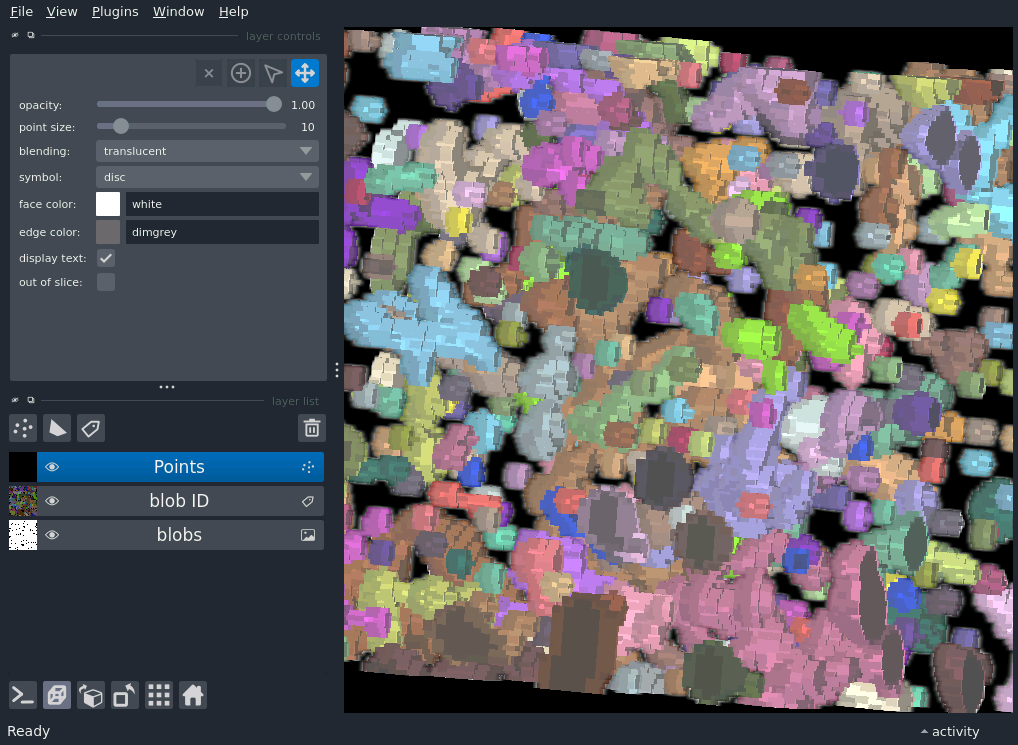 File View Plugins Window Help
layer controls
opacity: 1.00
point size: 10
blending: translucent
symbol: disc
face color: white
edge color: dimgrey
display text:
out of slice:
layer list
Points
blob ID
blobs
Ready activity